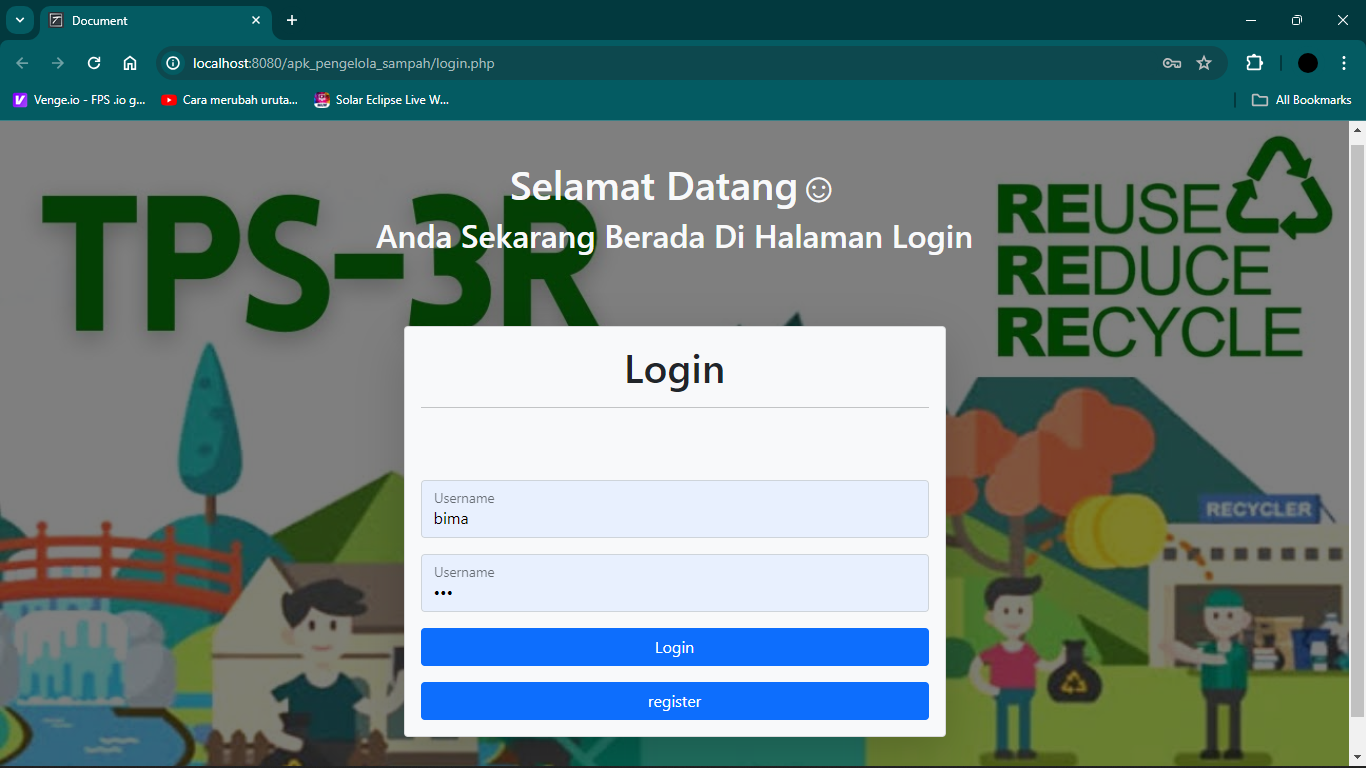 Document
localhost:8080/apk_pengelola_sampah/login.php
Venge.io - FPS .io g...
Cara merubah uruta...
Solar Eclipse Live W...
All Bookmarks
Selamat Datang☺
Anda Sekarang Berada Di Halaman Login
TPS-3R
REUSE
REDUCE
RECYCLE
Login
Username
bima
Username
•••
Login
register
RECYCLER